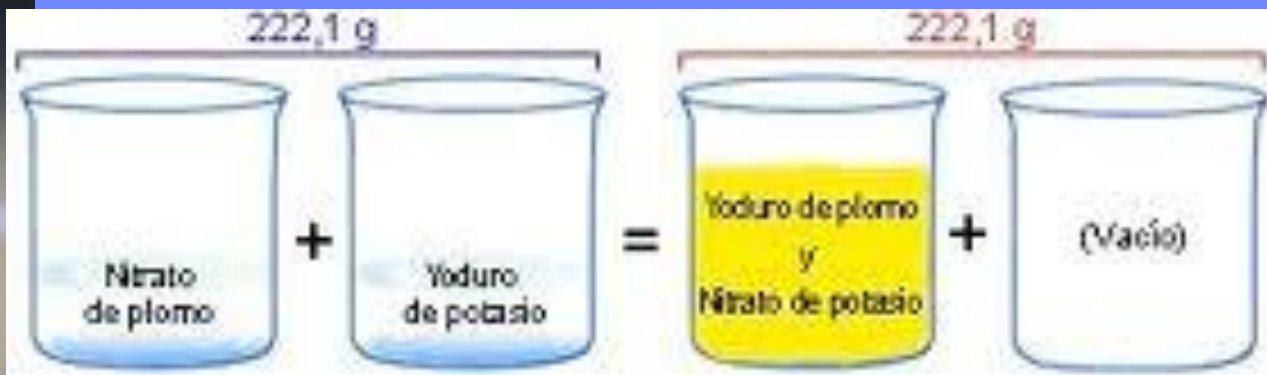 222,1 g
222,1 g
Nitrato
de plomo
+
Yoduro
de potasio
=
Yoduro de plomo
y
Nitrato de potasio
+
(Vacío)